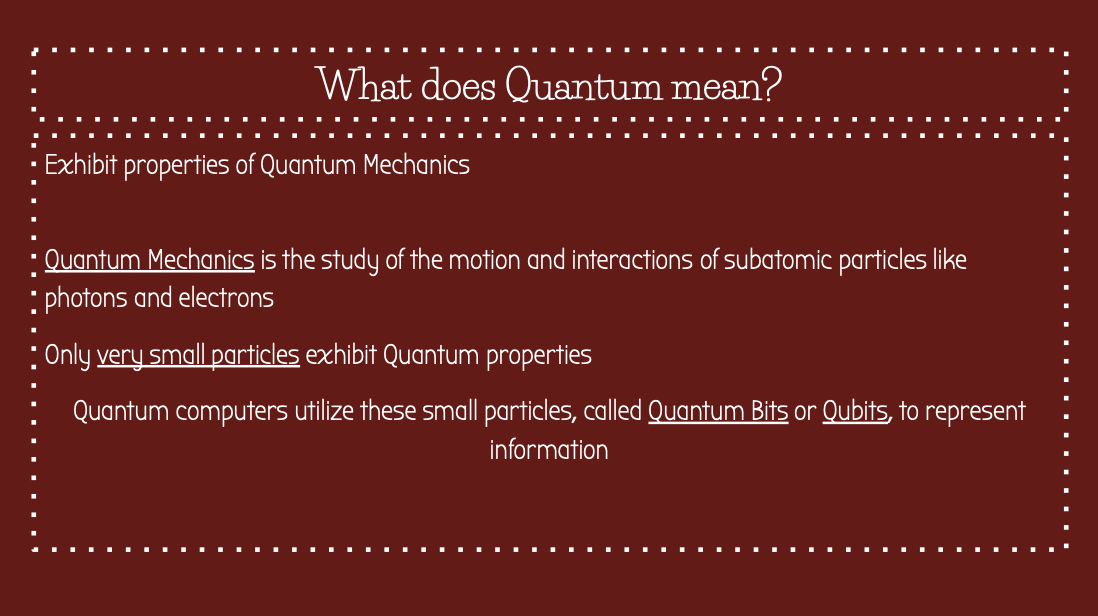 What does Quantum mean?
Exhibit properties of Quantum Mechanics
Quantum Mechanics is the study of the motion and interactions of subatomic particles like
photons and electrons
Only very small particles exhibit Quantum properties
Quantum computers utilize these small particles, called Quantum Bits or Qubits, to represent
information